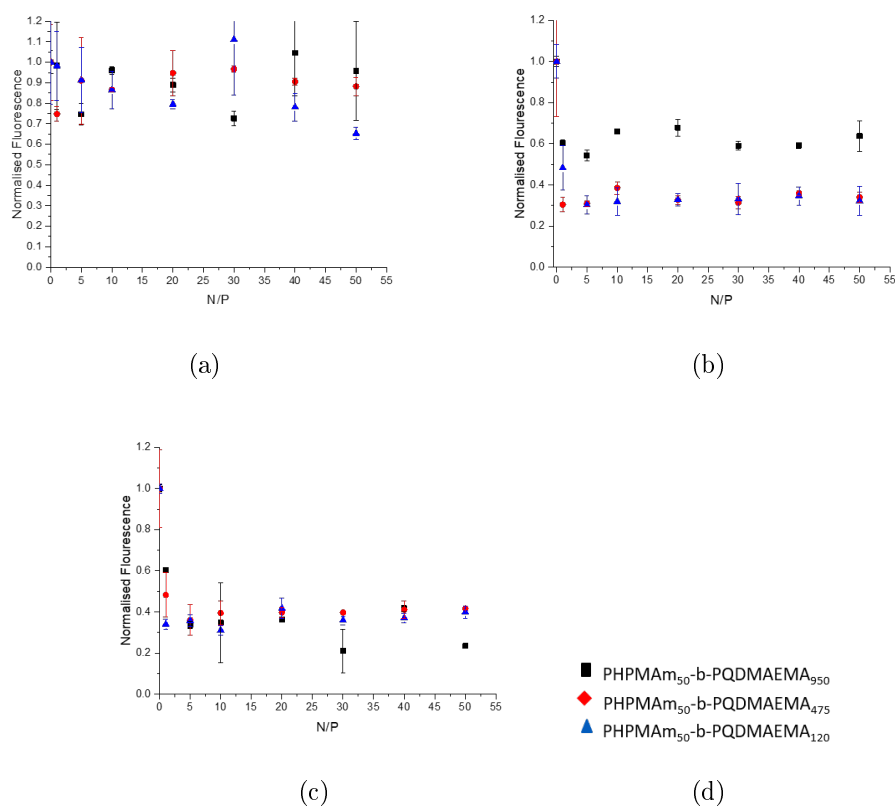 Normalised Fluorescence
1.2
1.1
1.0
0.9
0.8
0.7
0.6
0.5
0.4
0.3
0.2
0.1
0.0
0 5 10 15 20 25 30 35 40 45 50 55
N/P
(a)
Normalised Flourescence
1.2
1.0
0.8
0.6
0.4
0.2
0.0
0 5 10 15 20 25 30 35 40 45 50 55
N/P
(b)
Normalised Flourescence
1.2
1.0
0.8
0.6
0.4
0.2
0.0
0 5 10 15 20 25 30 35 40 45 50 55
N/P
(c)
PHPMAm₅₀-b-PQDMAEMA₉₅₀
PHPMAm₅₀-b-PQDMAEMA₄₇₅
PHPMAm₅₀-b-PQDMAEMA₁₂₀
(d)